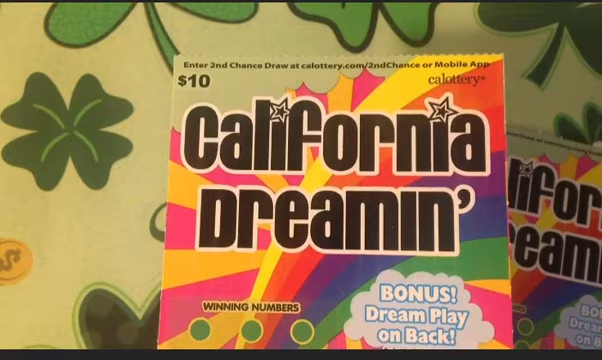 Enter 2nd Chance Draw at calottery.com/2ndChance or Mobile App
$10
calottery
California
Dreamin'
WINNING NUMBERS
BONUS!
Dream Play
on Back!